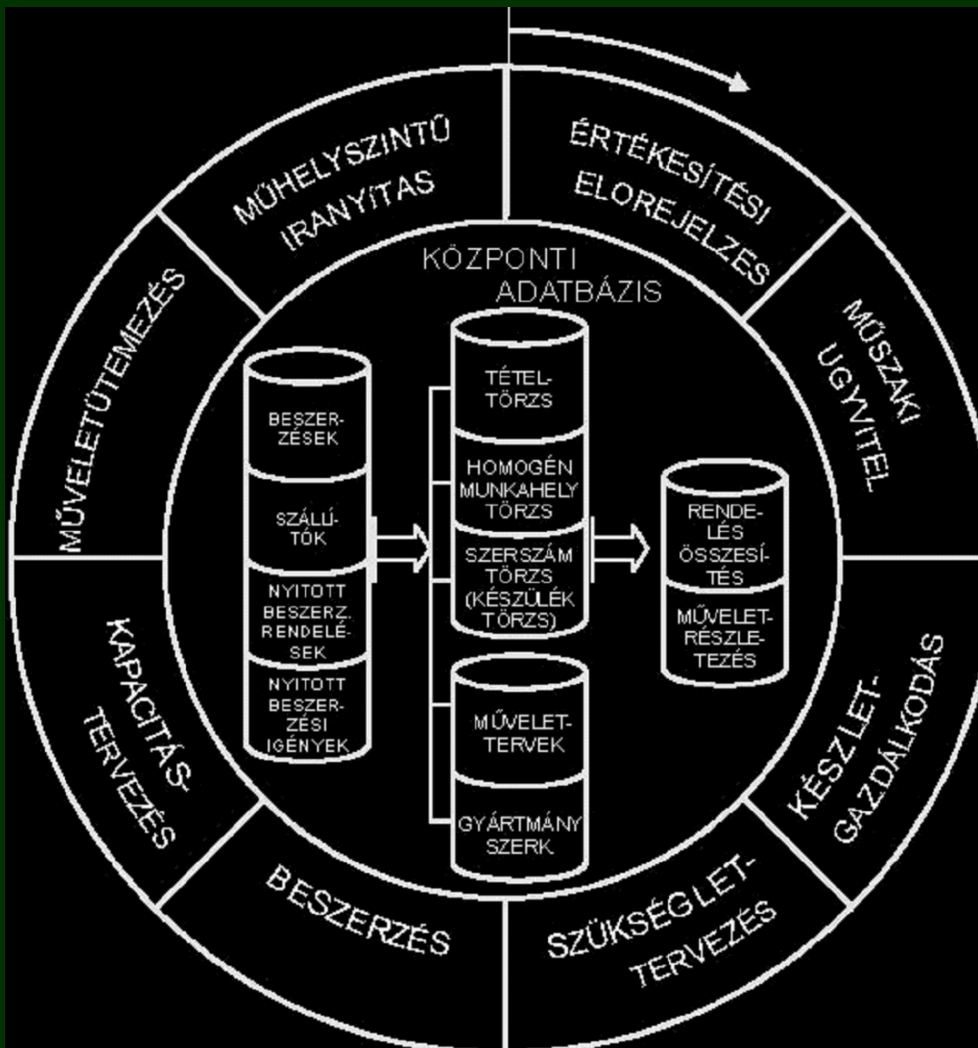 MŰHELYSZINTŰ
IRANYÍTAS
ÉRTÉKESÍTÉSI
ELOREJELZÉS
MŰSZAKI
UGYVITEL
KÉSZLET-
GAZDÁLKODÁS
SZÜKSÉGLET-
TERVEZÉS
BESZERZÉS
KAPACITÁS-
TERVEZÉS
MŰVELETÜTEMEZÉS
KÖZPONTI
ADATBÁZIS
BESZER-
ZÉSEK
SZÁLLÍ-
TÓK
NYITOTT
BESZERZ.
RENDELÉ-
SEK
NYITOTT
BESZER-
ZÉSI
IGÉNYEK
TÉTEL-
TÖRZS
HOMOGÉN
MUNKAHELY
TÖRZS
SZERSZÁM
TÖRZS
(KÉSZÜLÉK
TÖRZS)
MŰVELET-
TERVEK
GYÁRTMÁNY
SZERK.
RENDE-
LÉS
ÖSSZESÍ-
TÉS
MŰVELET-
RÉSZLE-
TEZÉS